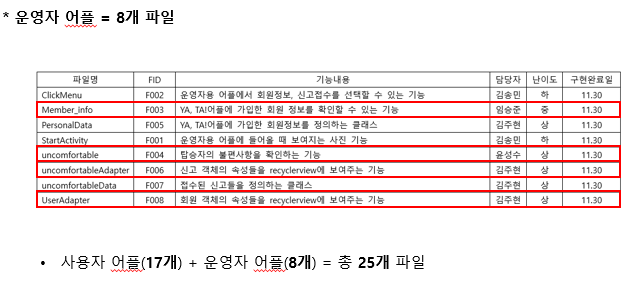 * 운영자 어플 = 8개 파일
파일명 FID 기능내용 담당자 난이도 구현완료일
ClickMenu F002 운영자용 어플에서 회원정보, 신고접수를 선택할 수 있는 기능 김송민 하 11.30
Member_info F003 YA, TA!어플에 가입한 회원 정보를 확인할 수 있는 기능 임승준 중 11.30
PersonalData F005 YA, TA!어플에 가입한 회원정보를 정의하는 클래스 김주현 상 11.30
StartActivity F001 운영자용 어플에 들어올 때 보여지는 사진 기능 김송민 하 11.30
uncomfortable F004 탑승자의 불편사항을 확인하는 기능 윤성수 상 11.30
uncomfortableAdapter F006 신고 객체의 속성들을 recyclerview에 보여주는 기능 김주현 상 11.30
uncomfortableData F007 접수된 신고들을 정의하는 클래스 김주현 상 11.30
UserAdapter F008 회원 객체의 속성들을 recyclerview에 보여주는 기능 김주현 상 11.30
• 사용자 어플(17개) + 운영자 어플(8개) = 총 25개 파일